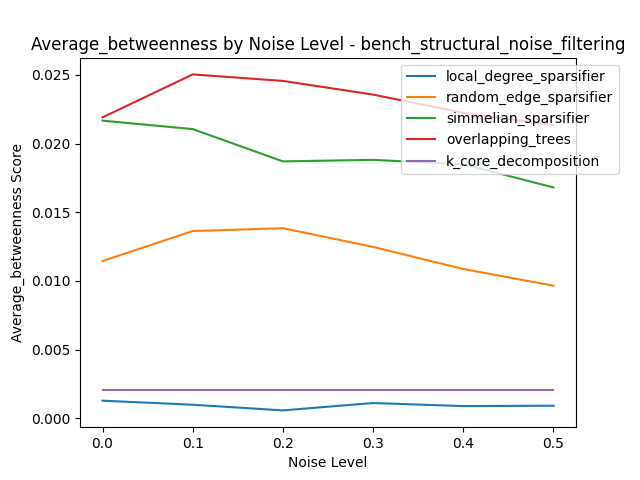 Average_betweenness by Noise Level - bench_structural_noise_filtering
local_degree_sparsifier
random_edge_sparsifier
simmelian_sparsifier
overlapping_trees
k_core_decomposition
Average_betweenness Score
0.025
0.020
0.015
0.010
0.005
0.000
0.0 0.1 0.2 0.3 0.4 0.5
Noise Level